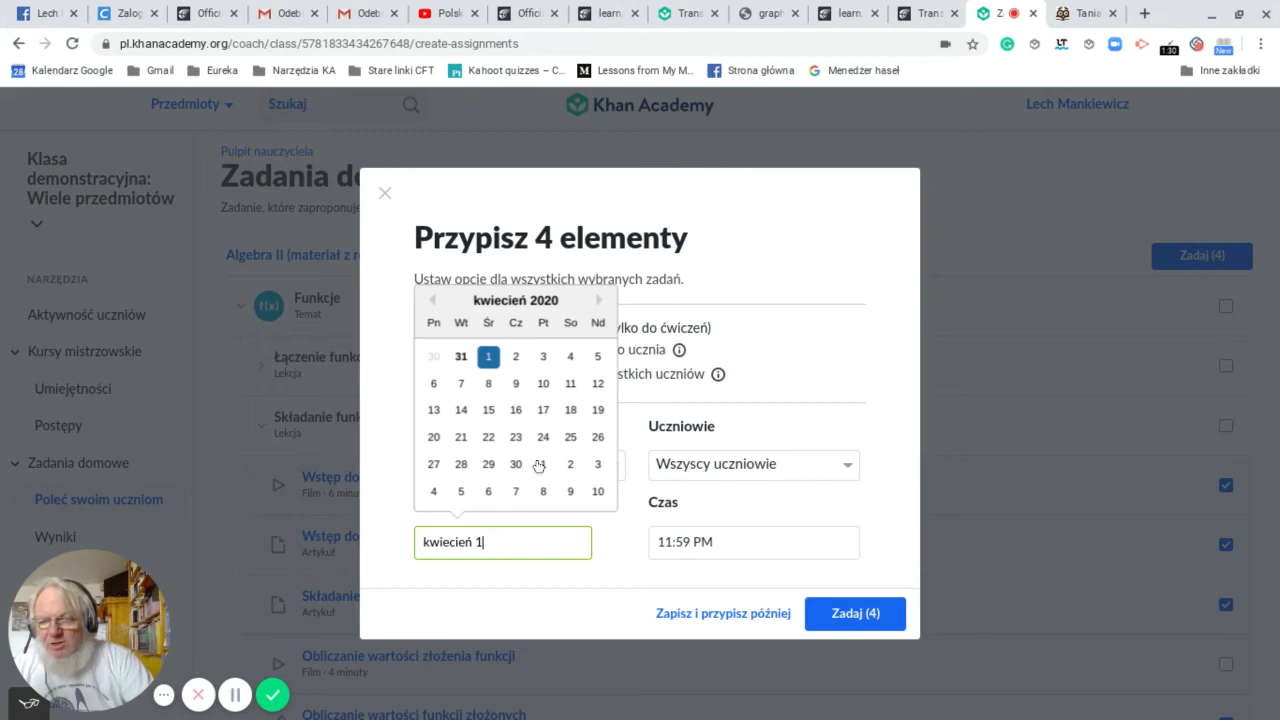 Lech
Zalog
Offici
Odeb
Odeb
Polsk
Offici
learn.
Trans
graph
learn.
Trans
Z
Tania
pl.khanacademy.org/coach/class/5781833434267648/create-assignments
1:30
New
Kalendarz Google
Gmail
Eureka
Narzędzia KA
Stare linki CFT
Kahoot quizzes – C...
Lessons from My M...
Strona główna
Menedżer haseł
Inne zakładki
Przedmioty
Szukaj
Khan Academy
Lech Mankiewicz
Klasa
demonstracyjna:
Wiele przedmiotów
Pulpit nauczyciela
Zadania do
Zadanie, które zaproponuje
Algebra II (materiał z r
Zadaj (4)
NARZĘDZIA
Aktywność uczniów
Kursy mistrzowskie
Umiejętności
Postępy
Zadania domowe
Poleć swoim uczniom
Wyniki
f(x)
Funkcje
Temat
Łączenie funkc
Lekcja
Składanie funk
Lekcja
Wstęp do
Film · 6 minut
Wstęp do
Artykuł
Składanie
Artykuł
Obliczanie wartości złożenia funkcji
Film · 4 minuty
Obliczanie wartości funkcji złożonych
Przypisz 4 elementy
Ustaw opcje dla wszystkich wybranych zadań.
ylko do ćwiczeń)
o ucznia
stkich uczniów
kwiecień 2020
Pn Wt Śr Cz Pt So Nd
30 31 1 2 3 4 5
6 7 8 9 10 11 12
13 14 15 16 17 18 19
20 21 22 23 24 25 26
27 28 29 30 2 3
4 5 6 7 8 9 10
Uczniowie
Wszyscy uczniowie
Czas
kwiecień 1
11:59 PM
Zapisz i przypisz później
Zadaj (4)